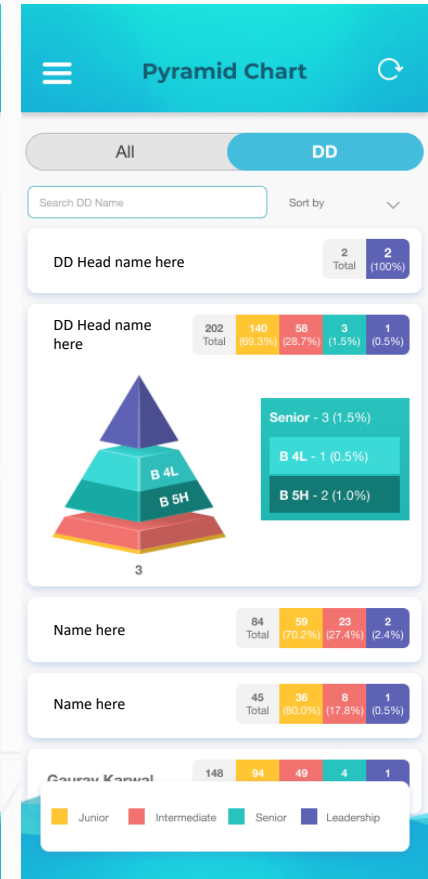 Pyramid Chart
All
DD
Search DD Name
Sort by
DD Head name here
2
Total
2
(100%)
DD Head name
here
202
Total
140
(69.3%)
58
(28.7%)
3
(1.5%)
1
(0.5%)
B 4L
B 5H
3
Senior - 3 (1.5%)
B 4L - 1 (0.5%)
B 5H - 2 (1.0%)
Name here
84
Total
59
(70.2%)
23
(27.4%)
2
(2.4%)
Name here
45
Total
36
(80.0%)
8
(17.8%)
1
(0.5%)
Gaurav Karwal
148
94
49
4
1
Junior
Intermediate
Senior
Leadership